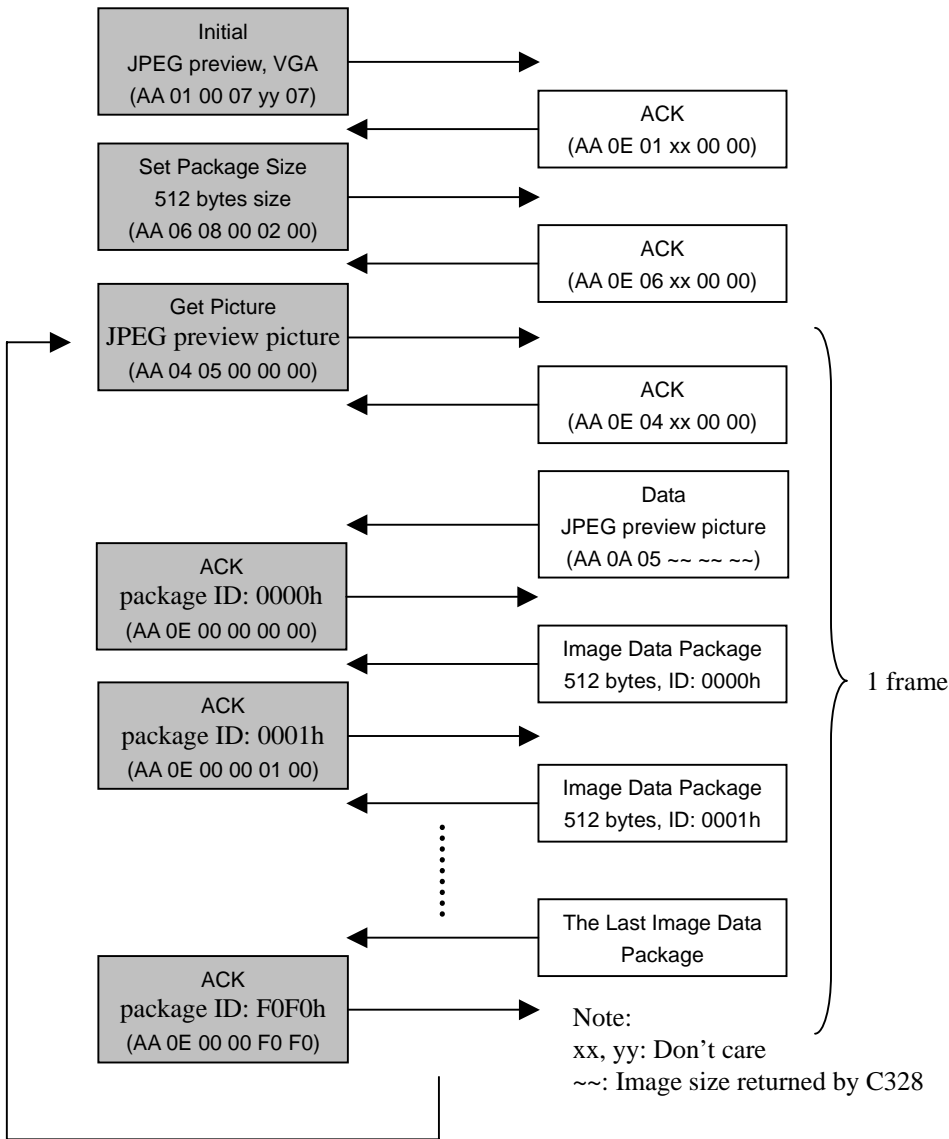 Initial
JPEG preview, VGA
(AA 01 00 07 yy 07)
ACK
(AA 0E 01 xx 00 00)
Set Package Size
512 bytes size
(AA 06 08 00 02 00)
ACK
(AA 0E 06 xx 00 00)
Get Picture
JPEG preview picture
(AA 04 05 00 00 00)
ACK
(AA 0E 04 xx 00 00)
Data
JPEG preview picture
(AA 0A 05 ~~ ~~ ~~)
ACK
package ID: 0000h
(AA 0E 00 00 00 00)
Image Data Package
512 bytes, ID: 0000h
1 frame
ACK
package ID: 0001h
(AA 0E 00 00 01 00)
Image Data Package
512 bytes, ID: 0001h
The Last Image Data
Package
ACK
package ID: F0F0h
(AA 0E 00 00 F0 F0)
Note:
xx, yy: Don’t care
~~: Image size returned by C328